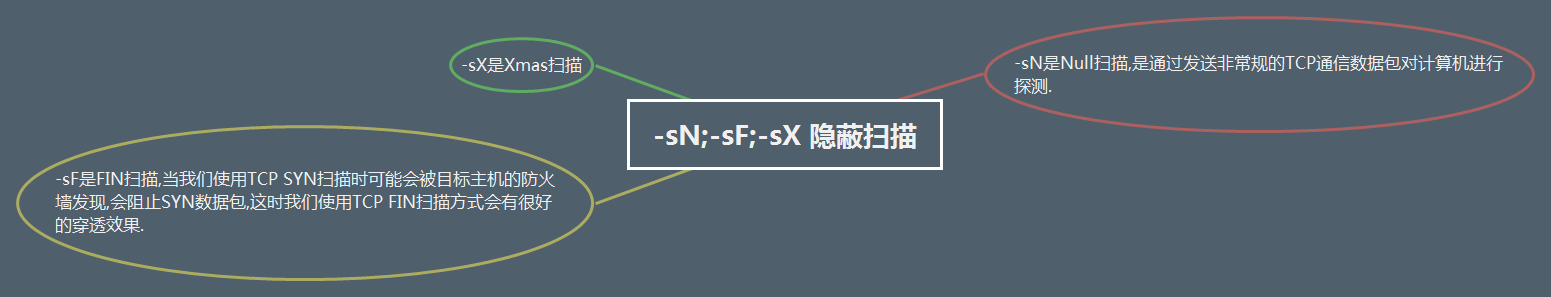 -sX是Xmas扫描
-sN是Null扫描,是通过发送非常规的TCP通信数据包对计算机进行
探测.
-sN;-sF;-sX 隐蔽扫描
-sF是FIN扫描,当我们使用TCP SYN扫描时可能会被目标主机的防火
墙发现,会阻止SYN数据包,这时我们使用TCP FIN扫描方式会有很好
的穿透效果.